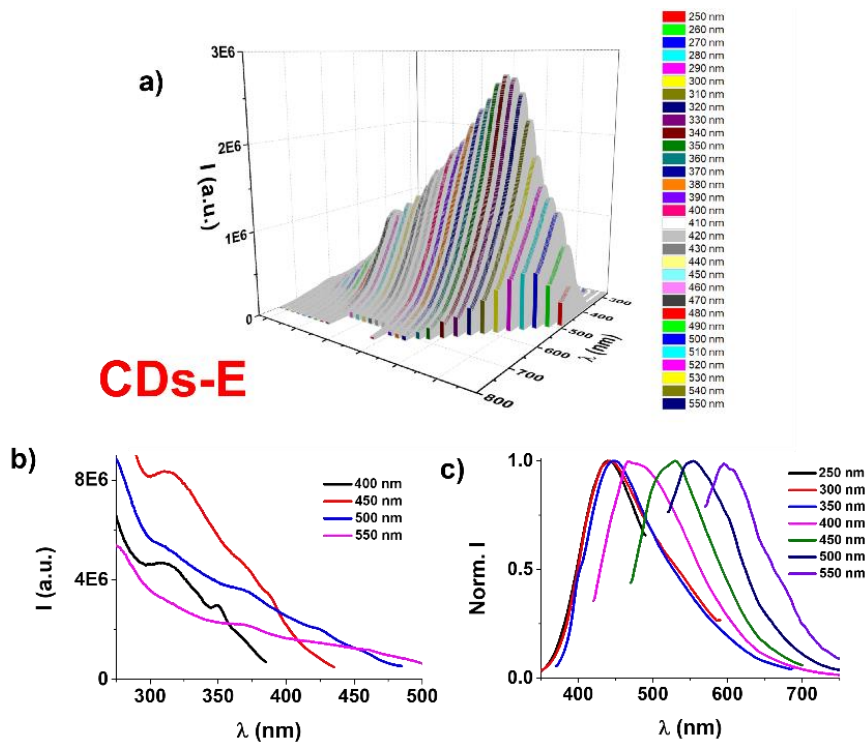 a)
I (a.u.)
3E6
2E6
1E6
0
300
400
500
600
700
800
λ (nm)
CDs-E
250 nm
260 nm
270 nm
280 nm
290 nm
300 nm
310 nm
320 nm
330 nm
340 nm
350 nm
360 nm
370 nm
380 nm
390 nm
400 nm
410 nm
420 nm
430 nm
440 nm
450 nm
460 nm
470 nm
480 nm
490 nm
500 nm
510 nm
520 nm
530 nm
540 nm
550 nm
b)
I (a.u.)
8E6
4E6
0
300 350 400 450 500
λ (nm)
400 nm
450 nm
500 nm
550 nm
c)
Norm. I
1.0
0.5
0.0
400 500 600 700
λ (nm)
250 nm
300 nm
350 nm
400 nm
450 nm
500 nm
550 nm